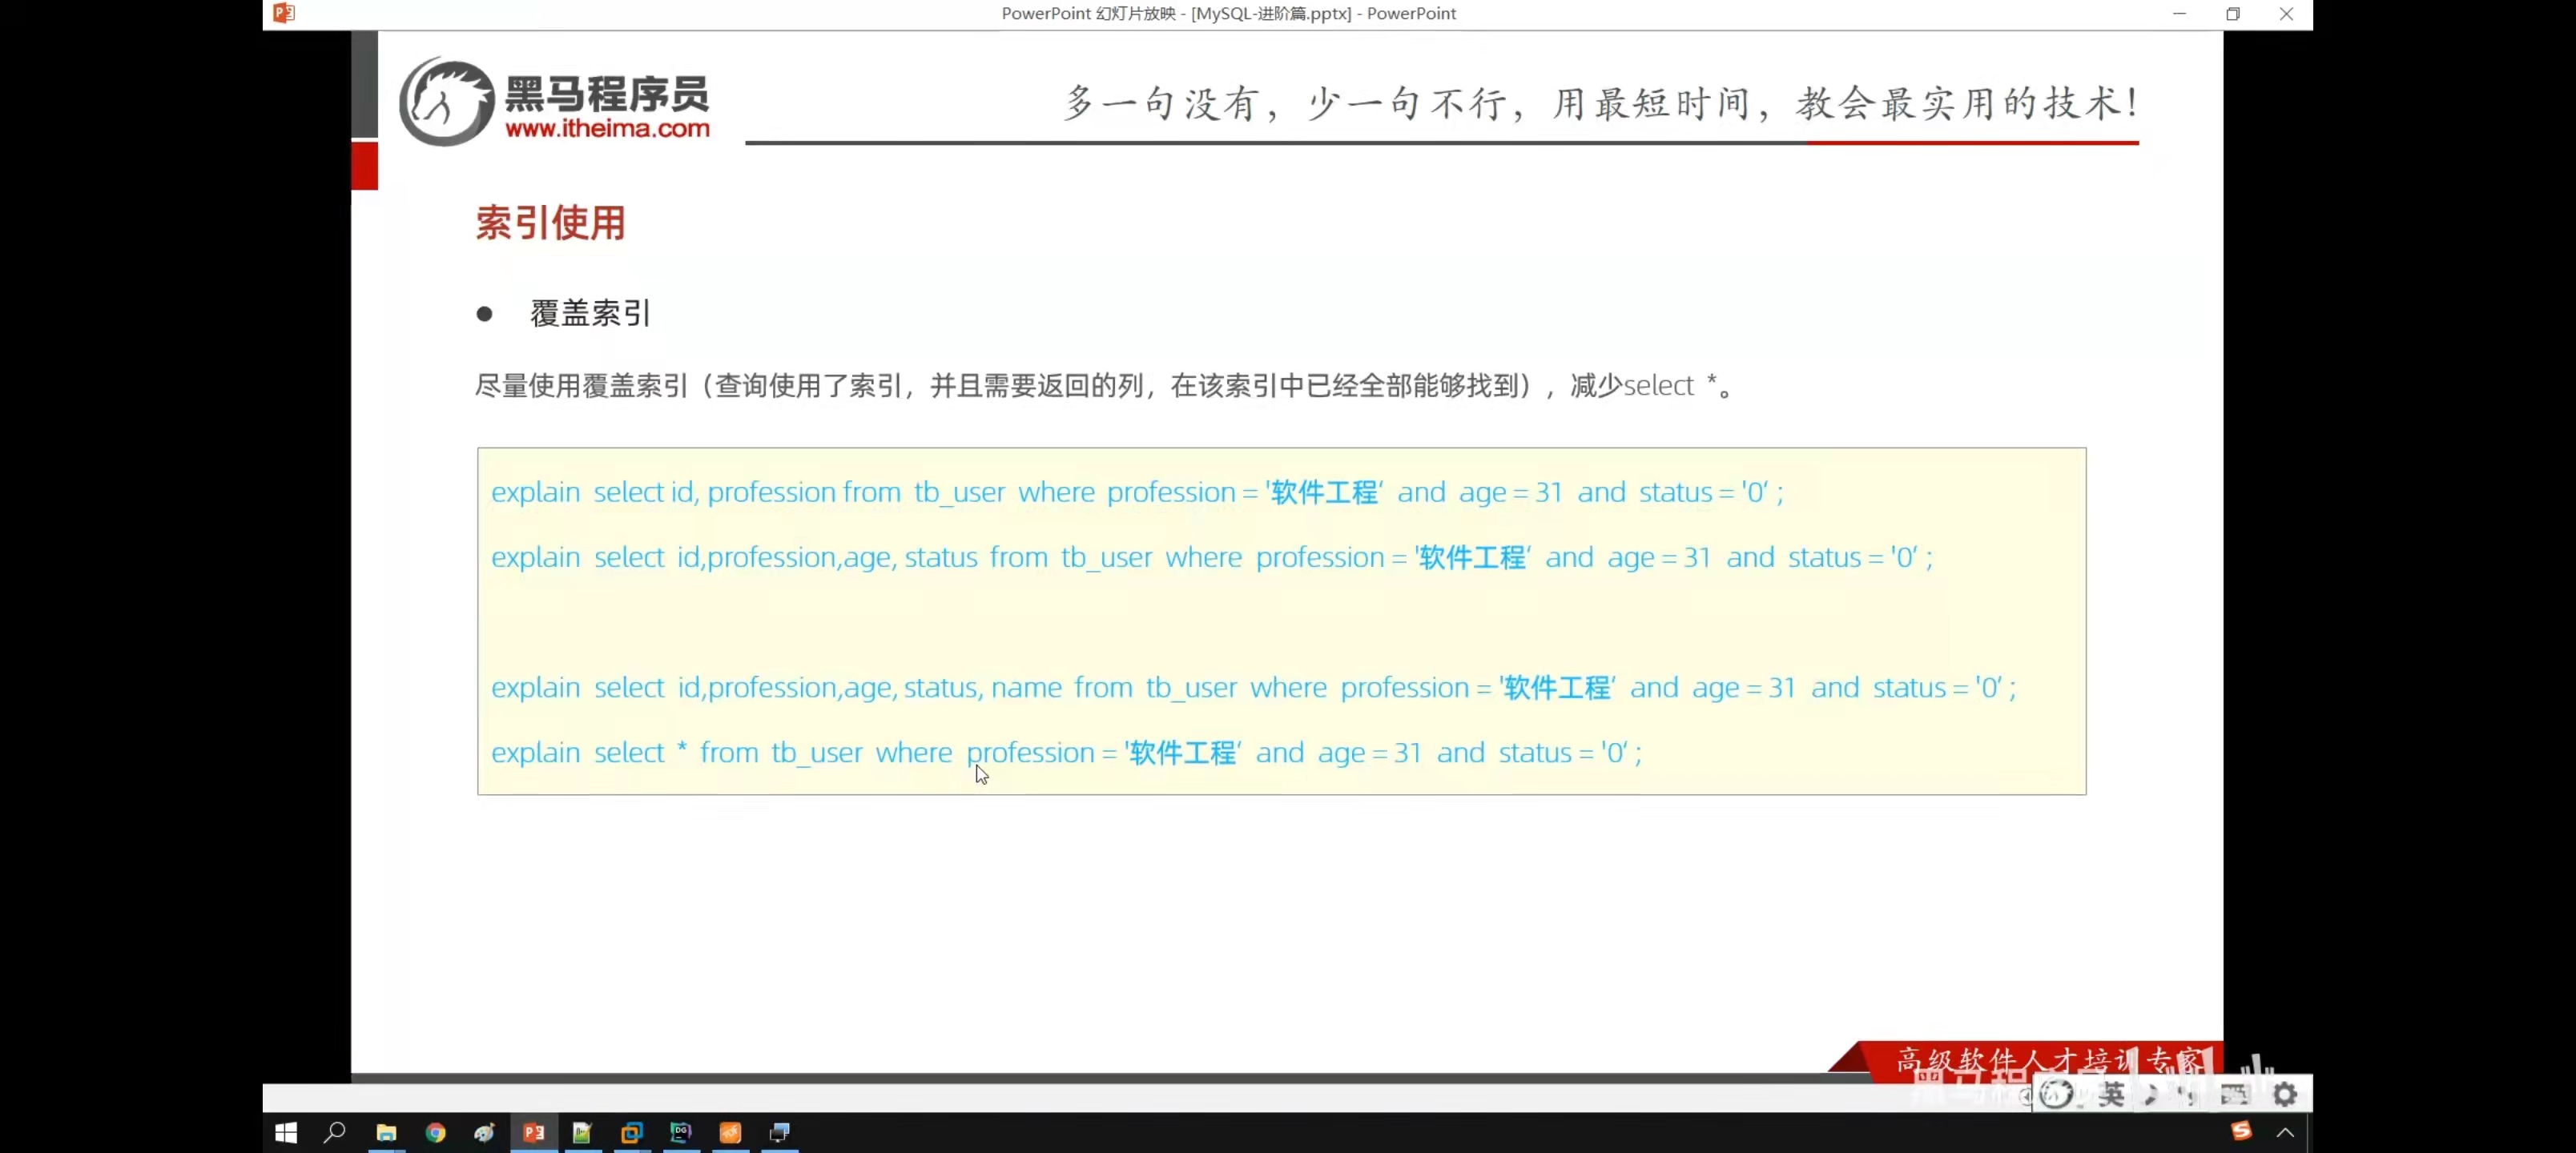 PowerPoint 幻灯片放映 - [MySQL-进阶篇.pptx] - PowerPoint
黑马程序员
www.itheima.com
多一句没有，少一句不行，用最短时间，教会最实用的技术！
索引使用
● 覆盖索引
尽量使用覆盖索引（查询使用了索引，并且需要返回的列，在该索引中已经全部能够找到），减少select *。
explain select id, profession from tb_user where profession = '软件工程‘ and age = 31 and status = '0‘ ;
explain select id,profession,age, status from tb_user where profession = '软件工程‘ and age = 31 and status = '0‘ ;
explain select id,profession,age, status, name from tb_user where profession = '软件工程‘ and age = 31 and status = '0‘ ;
explain select * from tb_user where profession = '软件工程‘ and age = 31 and status = '0‘ ;
高级软件人才培训专家
英